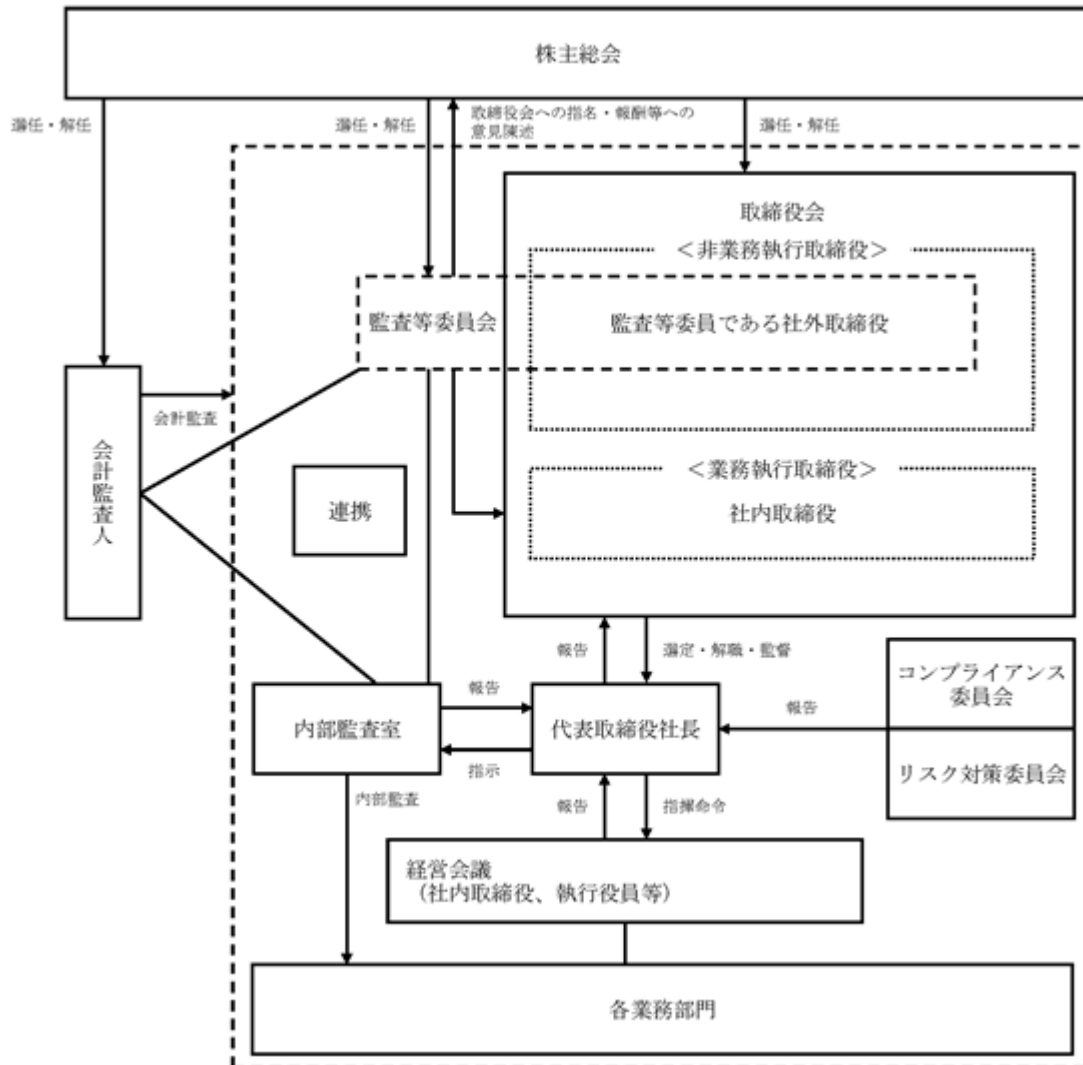 株主総会
選任・解任
選任・解任
取締役会への指名・報酬等への
意見陳述
選任・解任
取締役会
＜非業務執行取締役＞
監査等委員会
監査等委員である社外取締役
会計監査
会計監査人
＜業務執行取締役＞
連携
社内取締役
報告
選定・解職・監督
コンプライアンス
委員会
内部監査室
報告
代表取締役社長
報告
指示
リスク対策委員会
内部監査
報告
指揮命令
経営会議
（社内取締役、執行役員等）
各業務部門